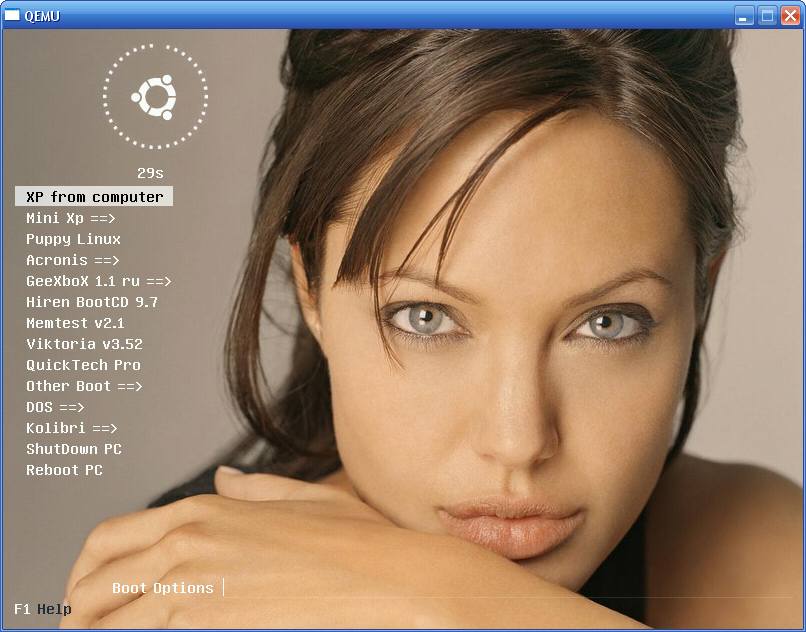 QEMU
29s
XP from computer
Mini Xp ==>
Puppy Linux
Acronis ==>
GeeXboX 1.1 ru ==>
Hiren BootCD 9.7
Memtest v2.1
Viktoria v3.52
QuickTech Pro
Other Boot ==>
DOS ==>
Kolibri ==>
ShutDown PC
Reboot PC
Boot Options
F1 Help